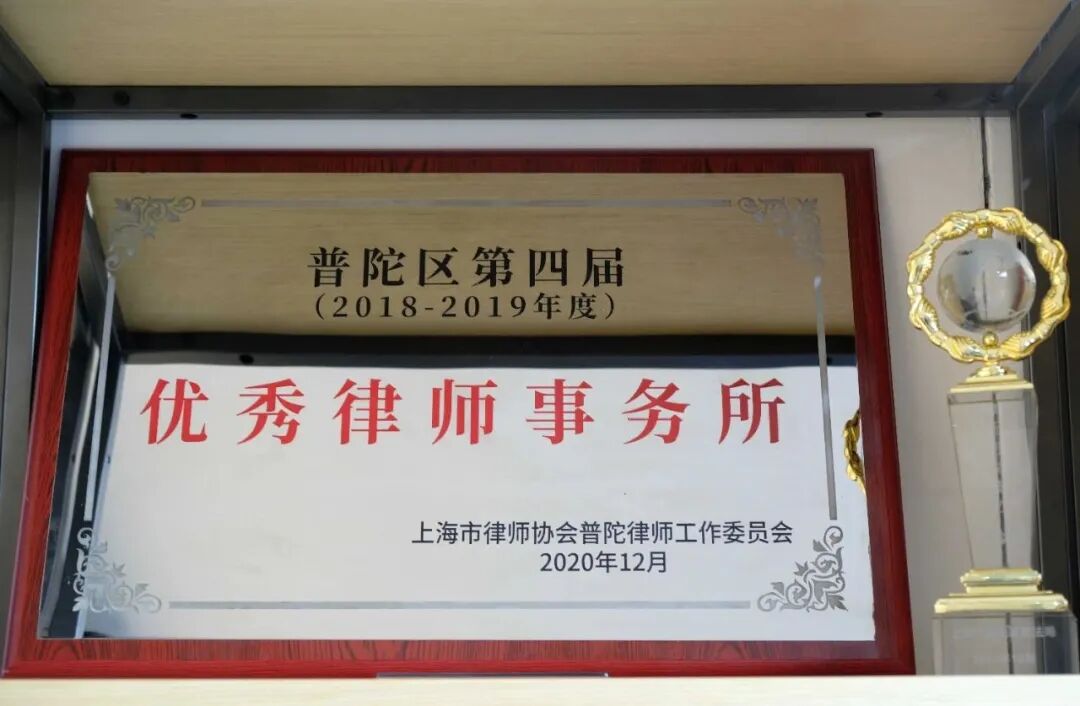 普陀区第四届
（2018-2019年度）
优秀律师事务所
上海市律师协会普陀律师工作委员会
2020年12月